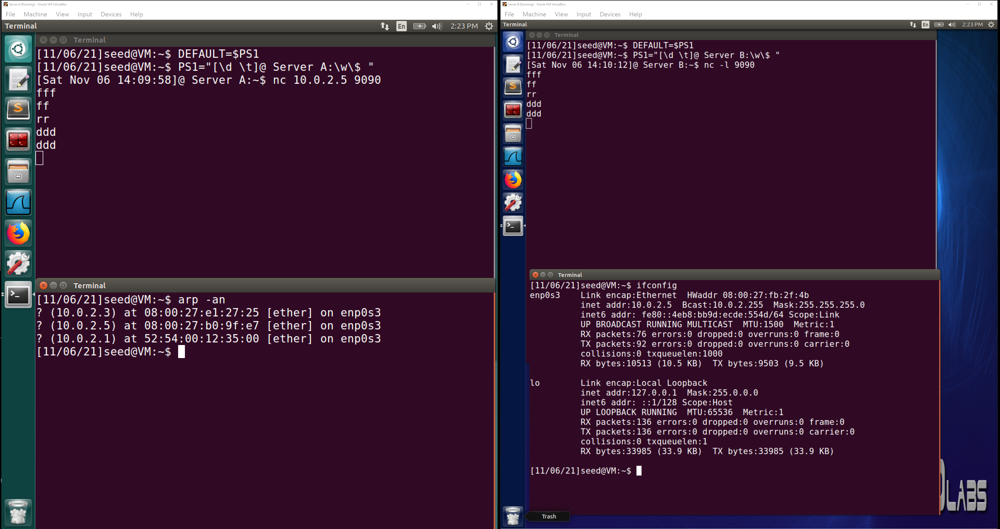 Server A [Running] - Oracle VM VirtualBox
File Machine View Input Devices Help
Terminal
En
2:23 PM
Terminal
[11/06/21]seed@VM:~$ DEFAULT=$PS1
[11/06/21]seed@VM:~$ PS1="[\d \t]@ Server A:\w\$ "
[Sat Nov 06 14:09:58]@ Server A:~$ nc 10.0.2.5 9090
fff
ff
rr
ddd
ddd
Terminal
[11/06/21]seed@VM:~$ arp -an
? (10.0.2.3) at 08:00:27:e1:27:25 [ether] on enp0s3
? (10.0.2.5) at 08:00:27:b0:9f:e7 [ether] on enp0s3
? (10.0.2.1) at 52:54:00:12:35:00 [ether] on enp0s3
[11/06/21]seed@VM:~$
Server B [Running] - Oracle VM VirtualBox
File Machine View Input Devices Help
Terminal
En
2:23 PM
Terminal
[11/06/21]seed@VM:~$ DEFAULT=$PS1
[11/06/21]seed@VM:~$ PS1="[\d \t]@ Server B:\w\$ "
[Sat Nov 06 14:10:12]@ Server B:~$ nc -l 9090
fff
ff
rr
ddd
ddd
Terminal
[11/06/21]seed@VM:~$ ifconfig
enp0s3    Link encap:Ethernet  HWaddr 08:00:27:fb:2f:4b
          inet addr:10.0.2.5  Bcast:10.0.2.255  Mask:255.255.255.0
          inet6 addr: fe80::4eb8:bb9d:ecde:554d/64 Scope:Link
          UP BROADCAST RUNNING MULTICAST  MTU:1500  Metric:1
          RX packets:76 errors:0 dropped:0 overruns:0 frame:0
          TX packets:92 errors:0 dropped:0 overruns:0 carrier:0
          collisions:0 txqueuelen:1000
          RX bytes:10513 (10.5 KB)  TX bytes:9503 (9.5 KB)
lo        Link encap:Local Loopback
          inet addr:127.0.0.1  Mask:255.0.0.0
          inet6 addr: ::1/128 Scope:Host
          UP LOOPBACK RUNNING  MTU:65536  Metric:1
          RX packets:136 errors:0 dropped:0 overruns:0 frame:0
          TX packets:136 errors:0 dropped:0 overruns:0 carrier:0
          collisions:0 txqueuelen:1
          RX bytes:33985 (33.9 KB)  TX bytes:33985 (33.9 KB)
[11/06/21]seed@VM:~$
LABS
Trash